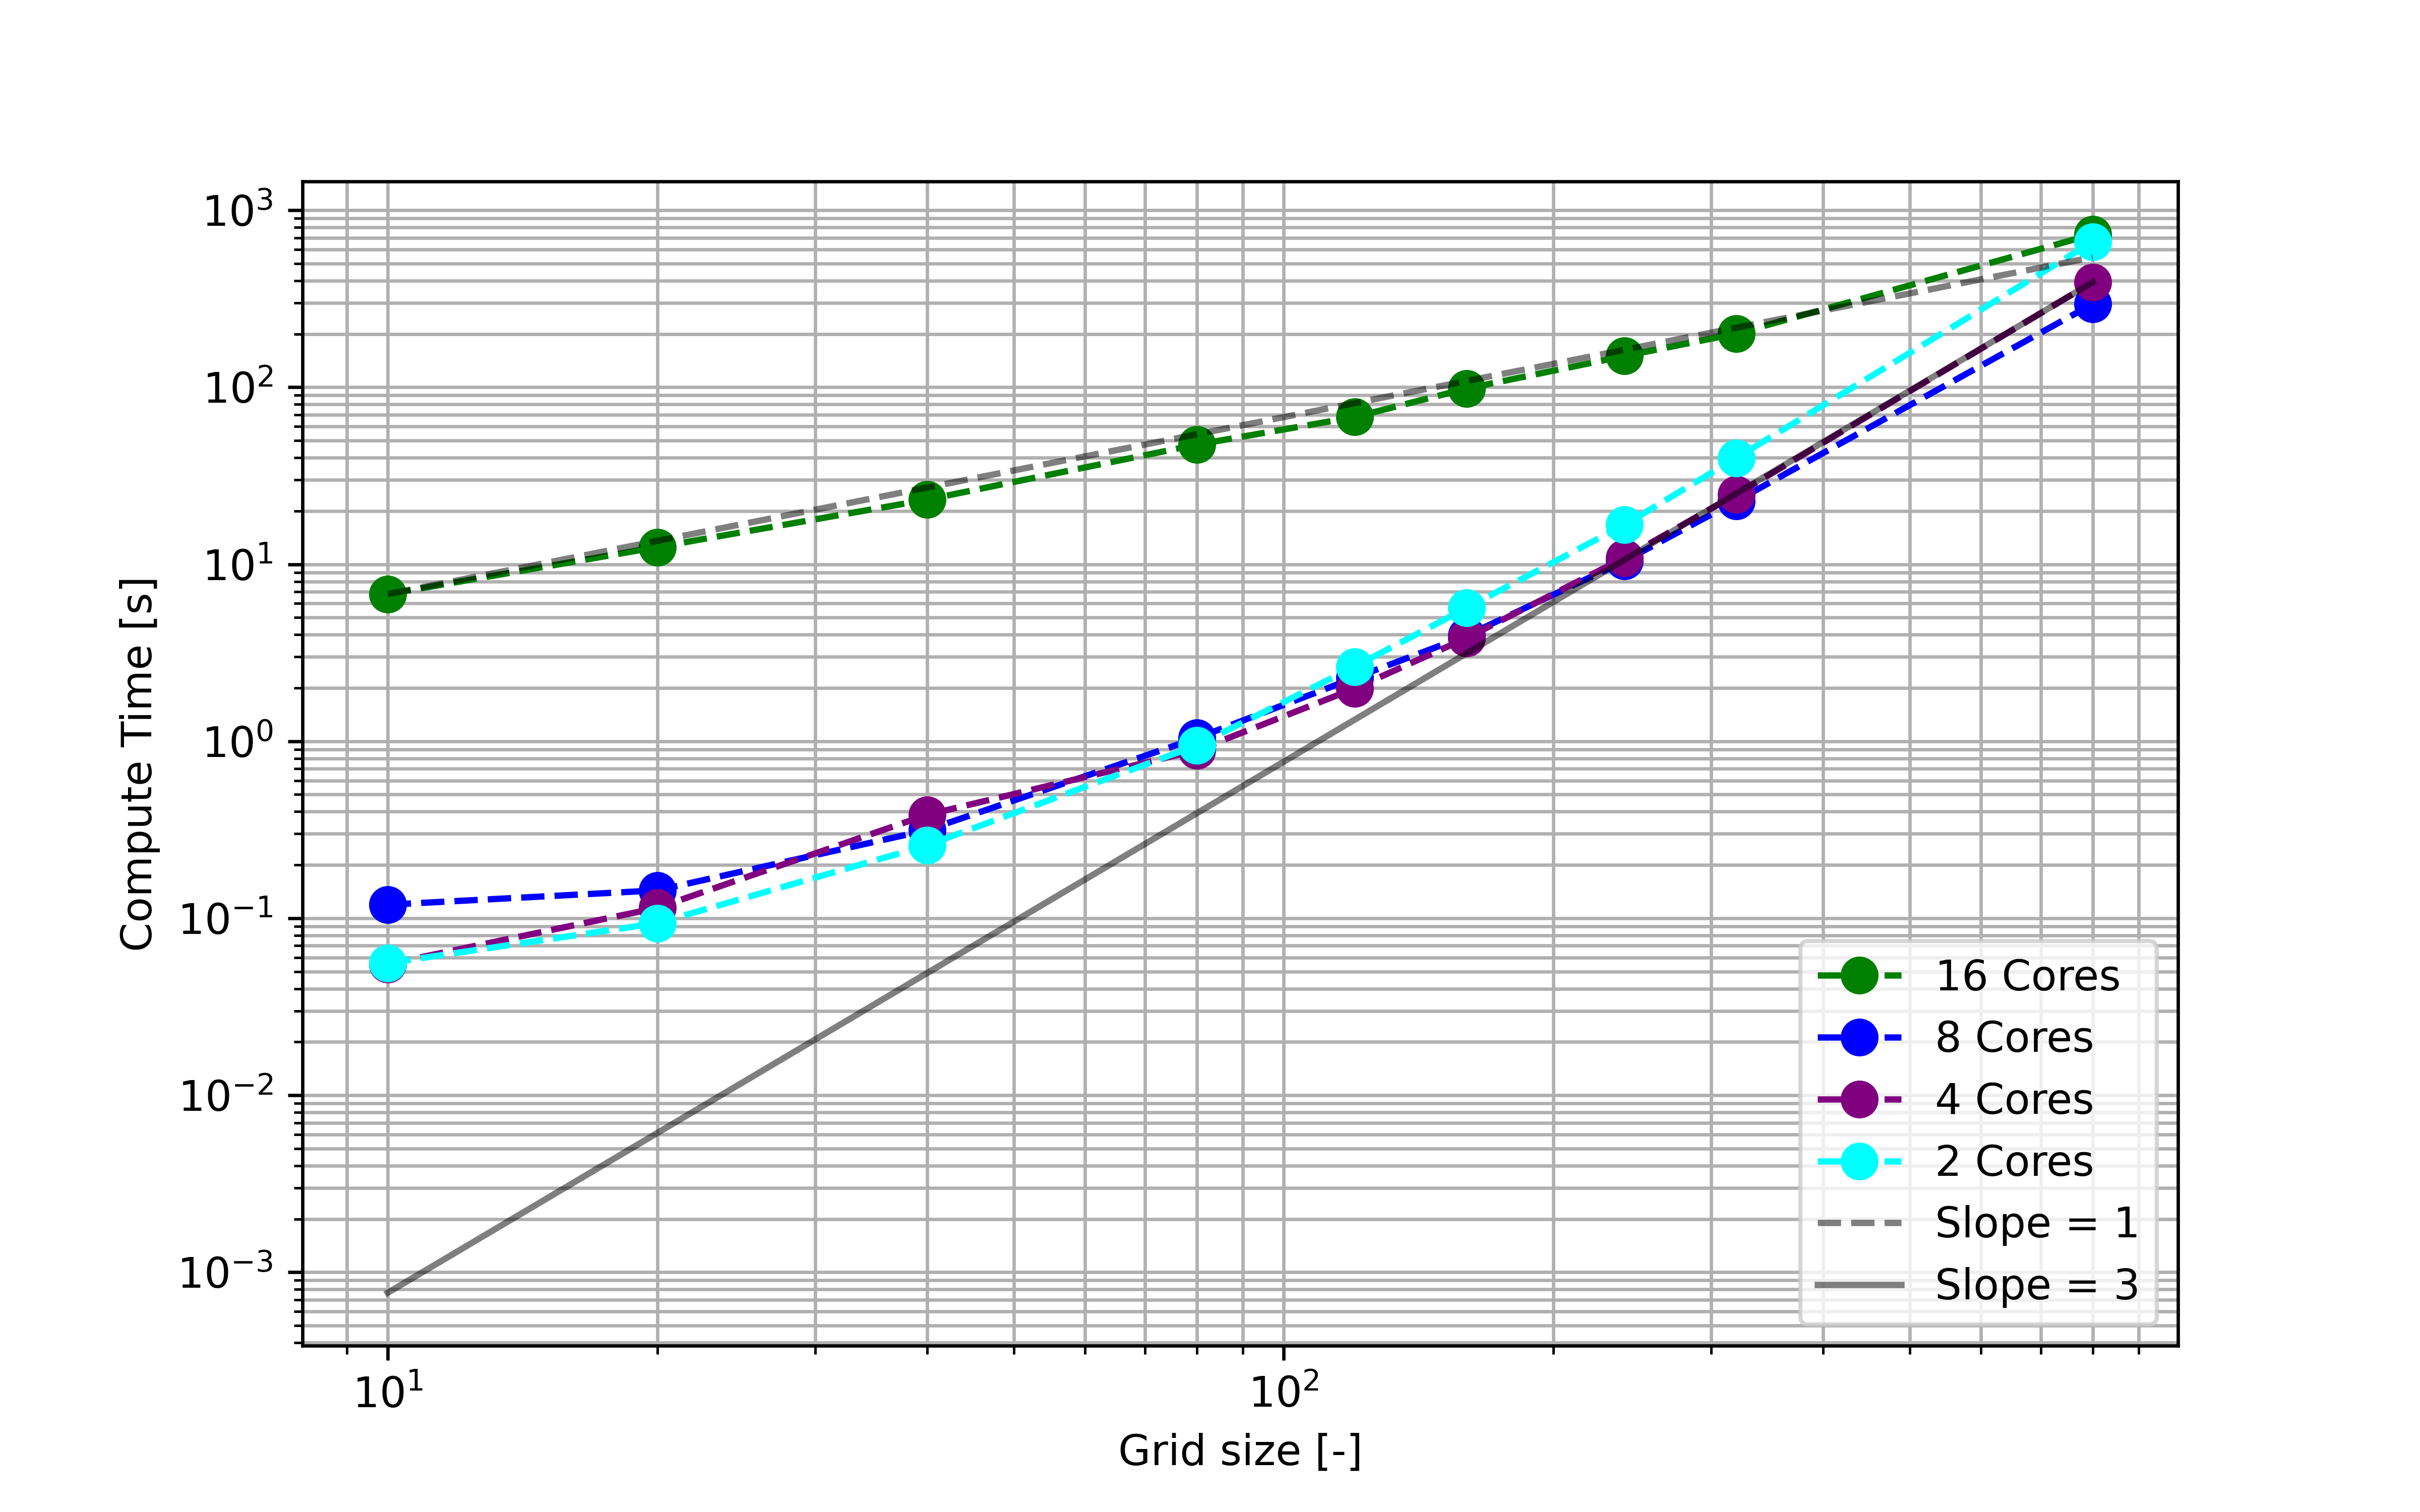 10³
10²
10¹
10⁰
10⁻¹
10⁻²
10⁻³
Compute Time [s]
10¹
10²
Grid size [-]
16 Cores
8 Cores
4 Cores
2 Cores
Slope = 1
Slope = 3